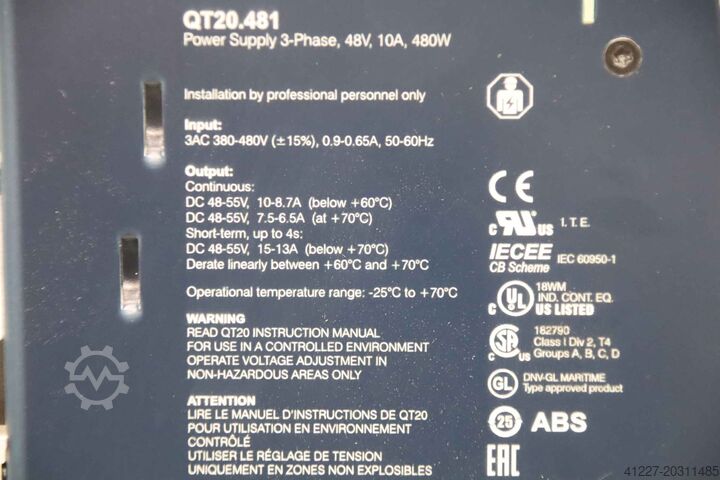 QT20.481
Power Supply 3-Phase, 48V, 10A, 480W
Installation by professional personnel only
Input:
3AC 380-480V (±15%), 0.9-0.65A, 50-60Hz
Output:
Continuous:
DC 48-55V, 10-8.7A (below +60°C)
DC 48-55V, 7.5-6.5A (at +70°C)
Short-term, up to 4s:
DC 48-55V, 15-13A (below +70°C)
Derate linearly between +60°C and +70°C
Operational temperature range: -25°C to +70°C
WARNING
READ QT20 INSTRUCTION MANUAL
FOR USE IN A CONTROLLED ENVIRONMENT
OPERATE VOLTAGE ADJUSTMENT IN
NON-HAZARDOUS AREAS ONLY
ATTENTION
LIRE LE MANUEL D'INSTRUCTIONS DE QT20
POUR UTILISATION EN ENVIRONNEMENT
CONTRÔLÉ
UTILISER LE RÉGLAGE DE TENSION
UNIQUEMENT EN ZONES NON EXPLOSIBLES
CE
c RU US I.T.E.
IECEE
CB Scheme
IEC 60950-1
c UL
18WM
IND. CONT. EQ.
US LISTED
SA
US
182790
Class I Div 2, T4
Groups A, B, C, D
GL
DNV-GL MARITIME
Type approved product
25
ABS
EAC
41227-20311485